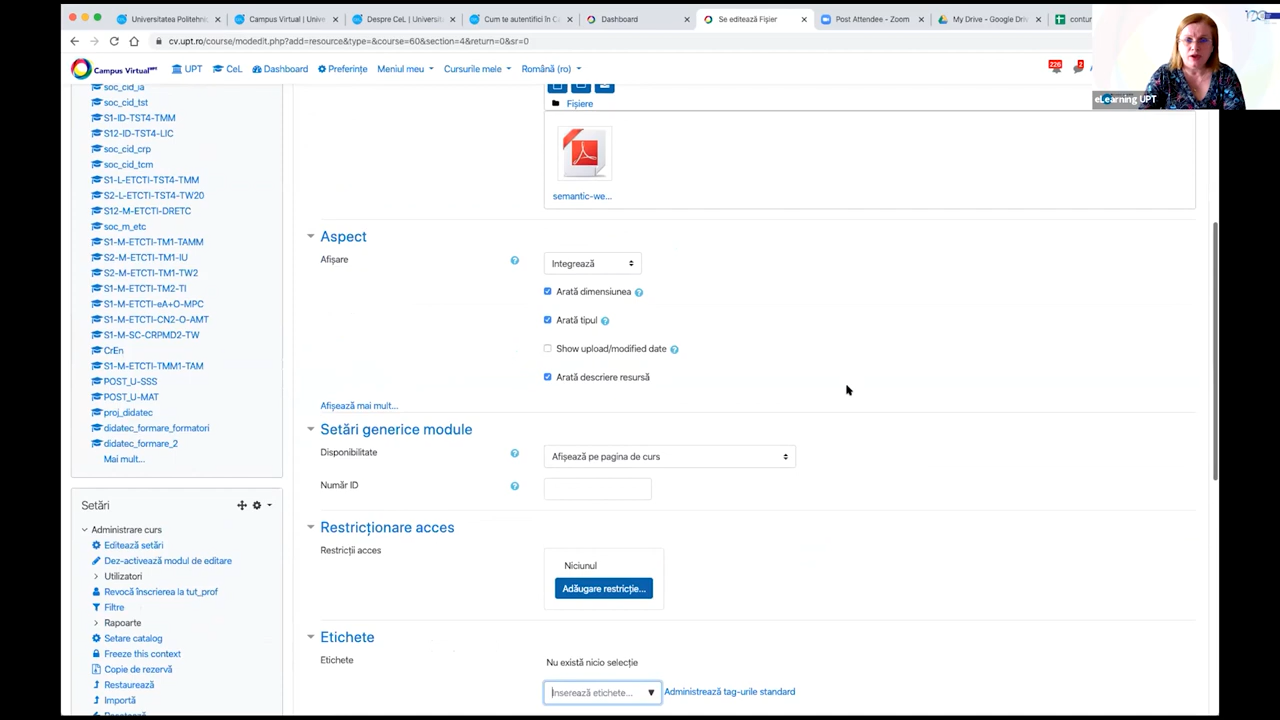 Universitatea Politehnic
Campus Virtual | Unive
Despre CeL | Universita
Cum te autentifici în Ca
Dashboard
Se editează Fișier
Post Attendee - Zoom
My Drive - Google Driv
contur
cv.upt.ro/course/modedit.php?add=resource&type=&course=60&section=4&return=0&sr=0
eLearning UPT
Campus Virtual
UPT
CeL
Dashboard
Preferințe
Meniul meu
Cursurile mele
Română (ro)
226
2
soc_cid_ia
soc_cid_tst
S1-ID-TST4-TMM
S12-ID-TST4-LIC
soc_cid_crp
soc_cid_tcm
S1-L-ETCTI-TST4-TMM
S2-L-ETCTI-TST4-TW20
S12-M-ETCTI-DRETC
soc_m_etc
S1-M-ETCTI-TM1-TAMM
S2-M-ETCTI-TM1-IU
S2-M-ETCTI-TM1-TW2
S1-M-ETCTI-TM2-TI
S1-M-ETCTI-eA+O-MPC
S1-M-ETCTI-CN2-O-AMT
S1-M-SC-CRPMD2-TW
CrEn
S1-M-ETCTI-TMM1-TAM
POST_U-SSS
POST_U-MAT
proj_didatec
didatec_formare_formatori
didatec_formare_2
Mai mult...
Setări
Administrare curs
Editează setări
Dez-activează modul de editare
Utilizatori
Revocă înscrierea la tut_prof
Filtre
Rapoarte
Setare catalog
Freeze this context
Copie de rezervă
Restaurează
Importă
Fișiere
semantic-we...
Aspect
Afișare
Integrează
Arată dimensiunea
Arată tipul
Show upload/modified date
Arată descriere resursă
Afișează mai mult...
Setări generice module
Disponibilitate
Afișează pe pagina de curs
Număr ID
Restricționare acces
Restricții acces
Niciunul
Adăugare restricție...
Etichete
Etichete
Nu există nicio selecție
Inserează etichete...
Administrează tag-urile standard